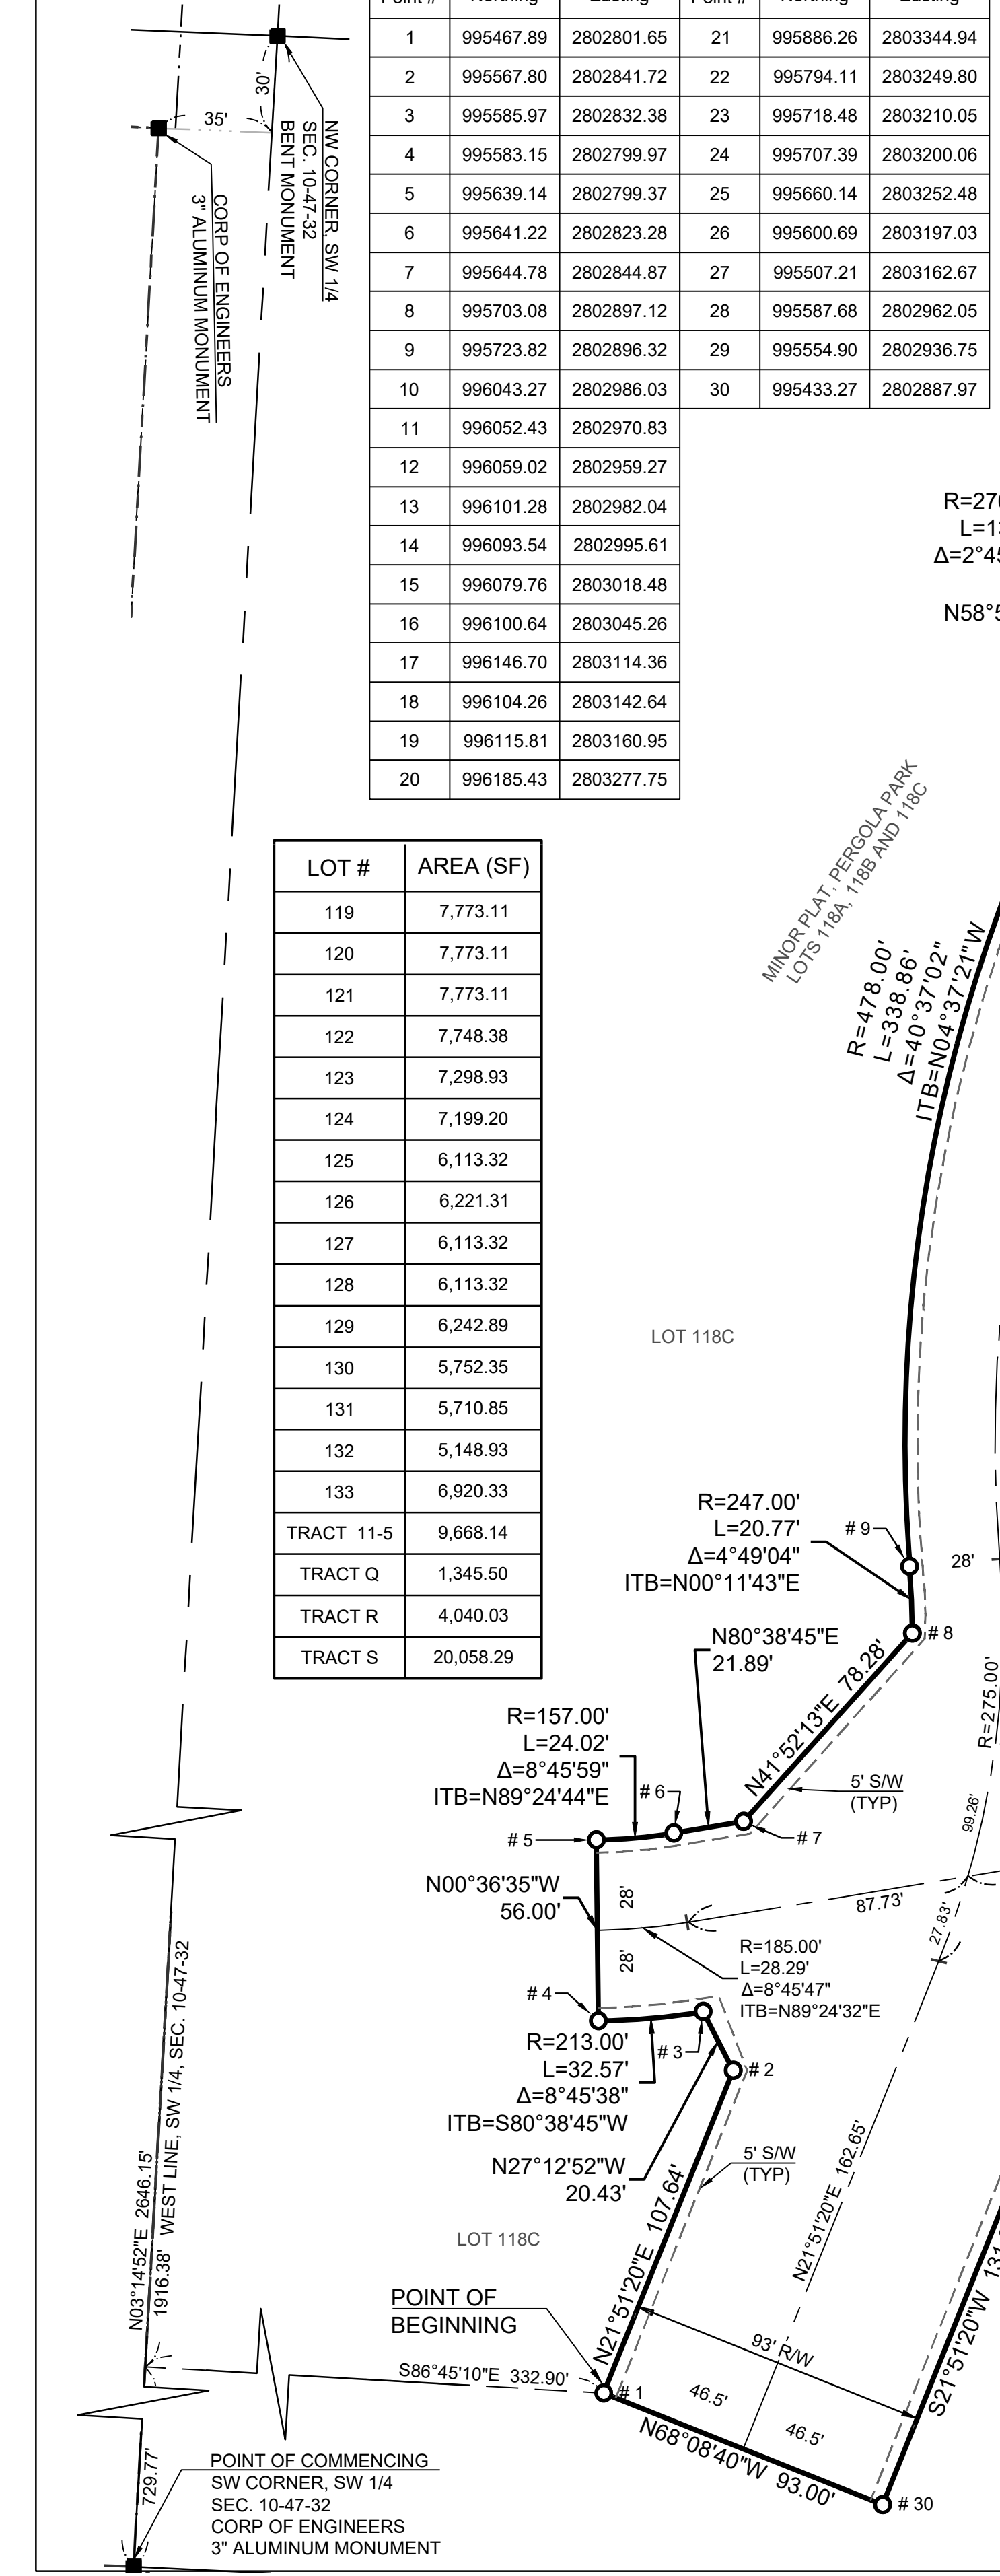 Point # Northing Easting Point # Northing Easting
1 995467.89 2802801.65 21 995886.26 2803344.94
2 995567.80 2802841.72 22 995794.11 2803249.80
3 995585.97 2802832.38 23 995718.48 2803210.05
4 995583.15 2802799.97 24 995707.39 2803200.06
5 995639.14 2802799.37 25 995660.14 2803252.48
6 995641.22 2802823.28 26 995600.69 2803197.03
7 995644.78 2802844.87 27 995507.21 2803162.67
8 995703.08 2802897.12 28 995587.68 2802962.05
9 995723.82 2802896.32 29 995554.90 2802936.75
10 996043.27 2802986.03 30 995433.27 2802887.97
11 996052.43 2802970.83
12 996059.02 2802959.27
13 996101.28 2802982.04
14 996093.54 2802995.61
15 996079.76 2803018.48
16 996100.64 2803045.26
17 996146.70 2803114.36
18 996104.26 2803142.64
19 996115.81 2803160.95
20 996185.43 2803277.75
30'
35'
NW CORNER, SW 1/4
SEC. 10-47-32
BENT MONUMENT
CORP OF ENGINEERS
3" ALUMINUM MONUMENT
R=270
L=13
Δ=2°45
N58°5
MINOR PLAT, PERGOLA PARK
LOTS 118A, 118B AND 118C
LOT # AREA (SF)
119 7,773.11
120 7,773.11
121 7,773.11
122 7,748.38
123 7,298.93
124 7,199.20
125 6,113.32
126 6,221.31
127 6,113.32
128 6,113.32
129 6,242.89
130 5,752.35
131 5,710.85
132 5,148.93
133 6,920.33
TRACT 11-5 9,668.14
TRACT Q 1,345.50
TRACT R 4,040.03
TRACT S 20,058.29
R=478.00'
L=338.86'
Δ=40°37'02"
ITB=N04°37'21"W
LOT 118C
R=247.00'
L=20.77'
Δ=4°49'04"
ITB=N00°11'43"E
# 9
28'
# 8
N80°38'45"E
21.89'
N41°52'13"E 78.28'
R=275.00'
R=157.00'
L=24.02'
Δ=8°45'59"
ITB=N89°24'44"E
# 6
5' S/W
(TYP)
# 5
# 7
99.26'
N00°36'35"W
56.00'
28'
28'
87.73'
27.83'
R=185.00'
L=28.29'
Δ=8°45'47"
ITB=N89°24'32"E
# 4
# 3
# 2
R=213.00'
L=32.57'
Δ=8°45'38"
ITB=S80°38'45"W
N27°12'52"W
20.43'
5' S/W
(TYP)
N21°51'20"E 162.65'
LOT 118C
N21°51'20"E 107.64'
S21°51'20"W 131.
N03°14'52"E 2646.15'
1916.38' WEST LINE, SW 1/4, SEC. 10-47-32
POINT OF
BEGINNING
S86°45'10"E 332.90'
# 1
93' R/W
46.5'
46.5'
N68°08'40"W 93.00'
# 30
729.77'
POINT OF COMMENCING
SW CORNER, SW 1/4
SEC. 10-47-32
CORP OF ENGINEERS
3" ALUMINUM MONUMENT